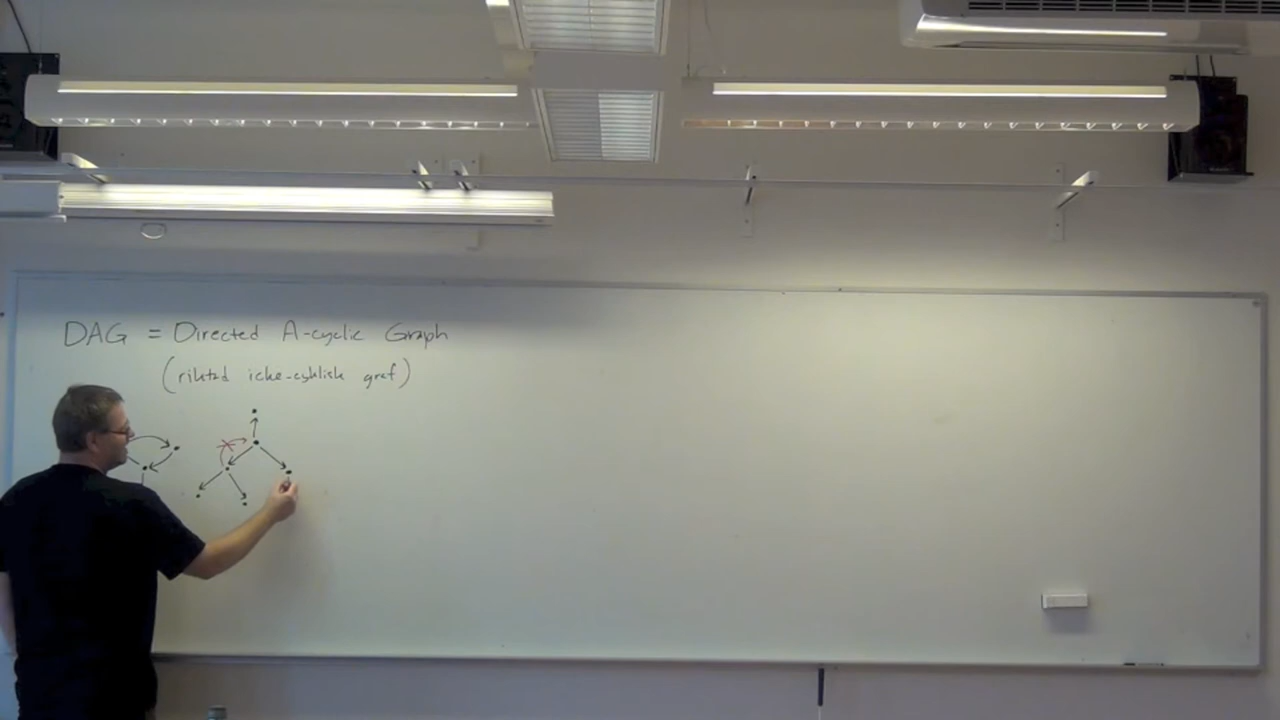 DAG = Directed A-cyclic Graph
(riktad icke-cyklisk graf)